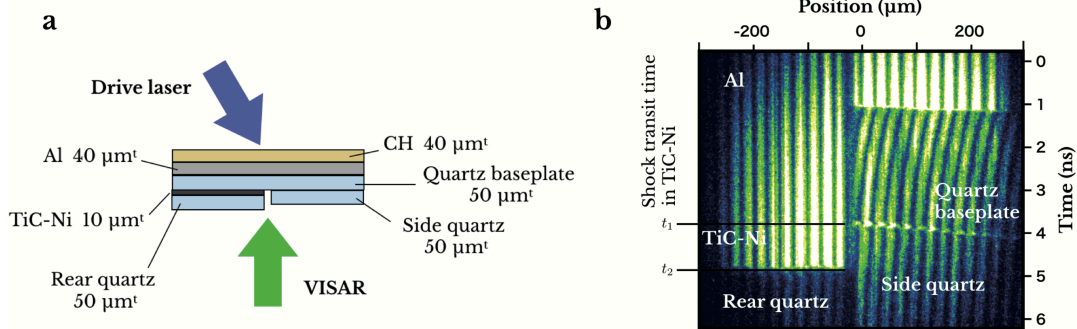 a
Drive laser
Al 40 μmᵗ
CH 40 μmᵗ
Quartz baseplate
50 μmᵗ
TiC-Ni 10 μmᵗ
Side quartz
50 μmᵗ
Rear quartz
50 μmᵗ
VISAR
b
Position (μm)
-200
0
200
Shock transit time
in TiC-Ni
Al
t₁
t₂
TiC-Ni
Rear quartz
Quartz
baseplate
Side quartz
0
1
2
3
4
5
6
Time (ns)